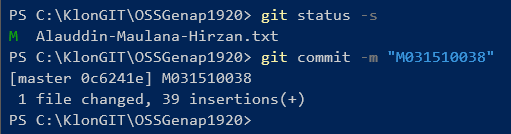 PS C:\KlonGIT\OSSGenap1920> git status -s
M  Alauddin-Maulana-Hirzan.txt
PS C:\KlonGIT\OSSGenap1920> git commit -m "M031510038"
[master 0c6241e] M031510038
 1 file changed, 39 insertions(+)
PS C:\KlonGIT\OSSGenap1920>